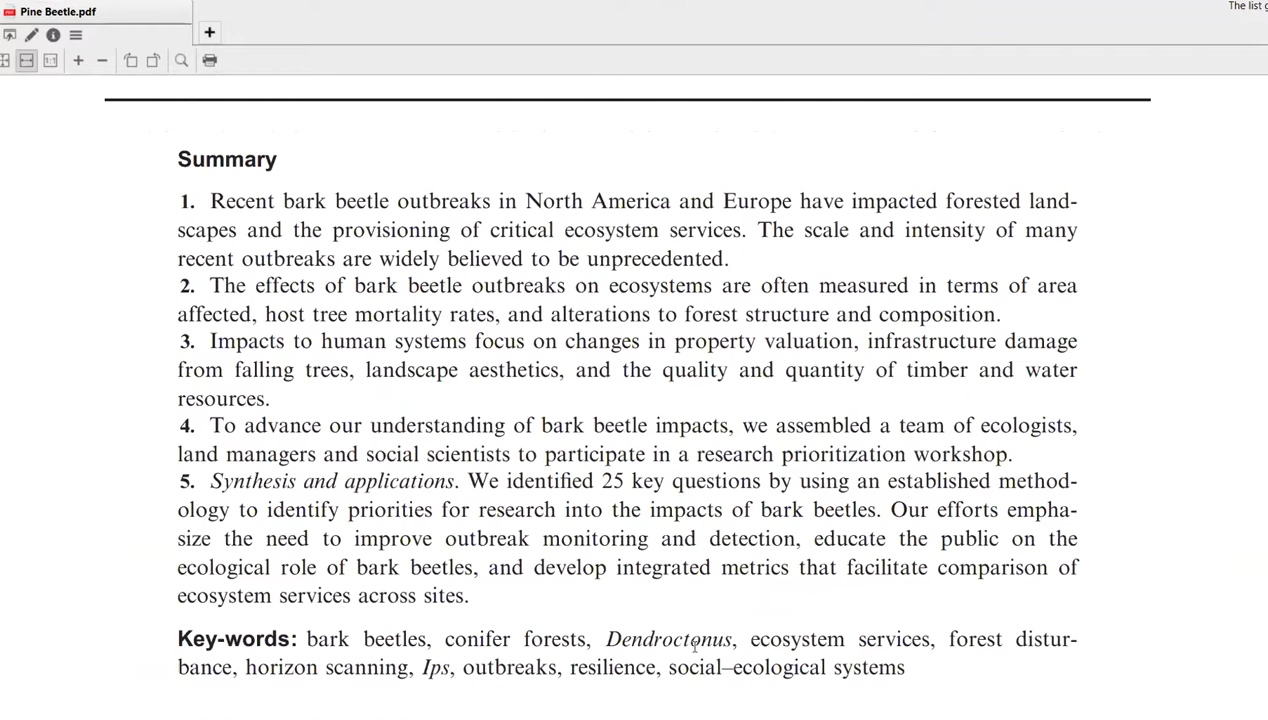 Pine Beetle.pdf
The list g
+
1:1
Summary
1. Recent bark beetle outbreaks in North America and Europe have impacted forested land-
scapes and the provisioning of critical ecosystem services. The scale and intensity of many
recent outbreaks are widely believed to be unprecedented.
2. The effects of bark beetle outbreaks on ecosystems are often measured in terms of area
affected, host tree mortality rates, and alterations to forest structure and composition.
3. Impacts to human systems focus on changes in property valuation, infrastructure damage
from falling trees, landscape aesthetics, and the quality and quantity of timber and water
resources.
4. To advance our understanding of bark beetle impacts, we assembled a team of ecologists,
land managers and social scientists to participate in a research prioritization workshop.
5. Synthesis and applications. We identified 25 key questions by using an established method-
ology to identify priorities for research into the impacts of bark beetles. Our efforts empha-
size the need to improve outbreak monitoring and detection, educate the public on the
ecological role of bark beetles, and develop integrated metrics that facilitate comparison of
ecosystem services across sites.
Key-words: bark beetles, conifer forests, Dendroctonus, ecosystem services, forest distur-
bance, horizon scanning, Ips, outbreaks, resilience, social–ecological systems